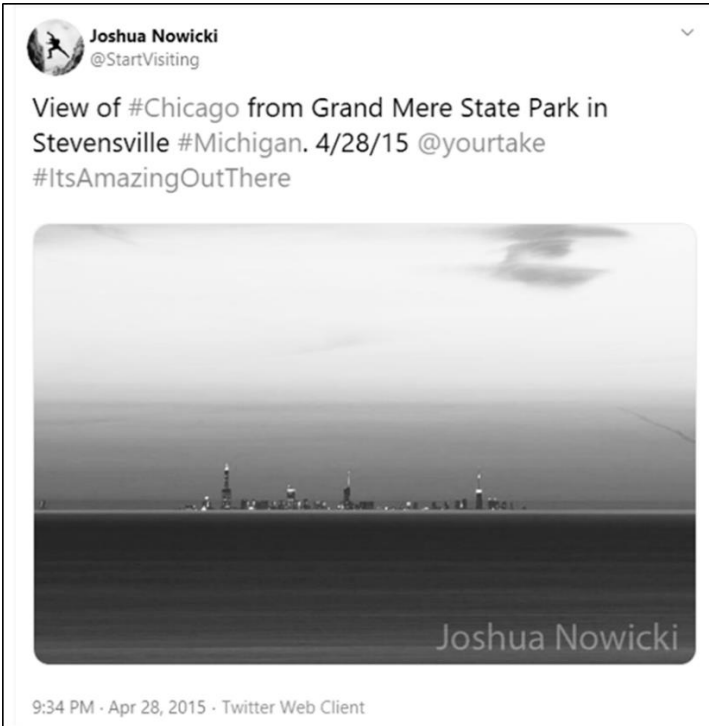 Joshua Nowicki
@StartVisiting
View of #Chicago from Grand Mere State Park in
Stevensville #Michigan. 4/28/15 @yourtake
#ItsAmazingOutThere
Joshua Nowicki
9:34 PM · Apr 28, 2015 · Twitter Web Client